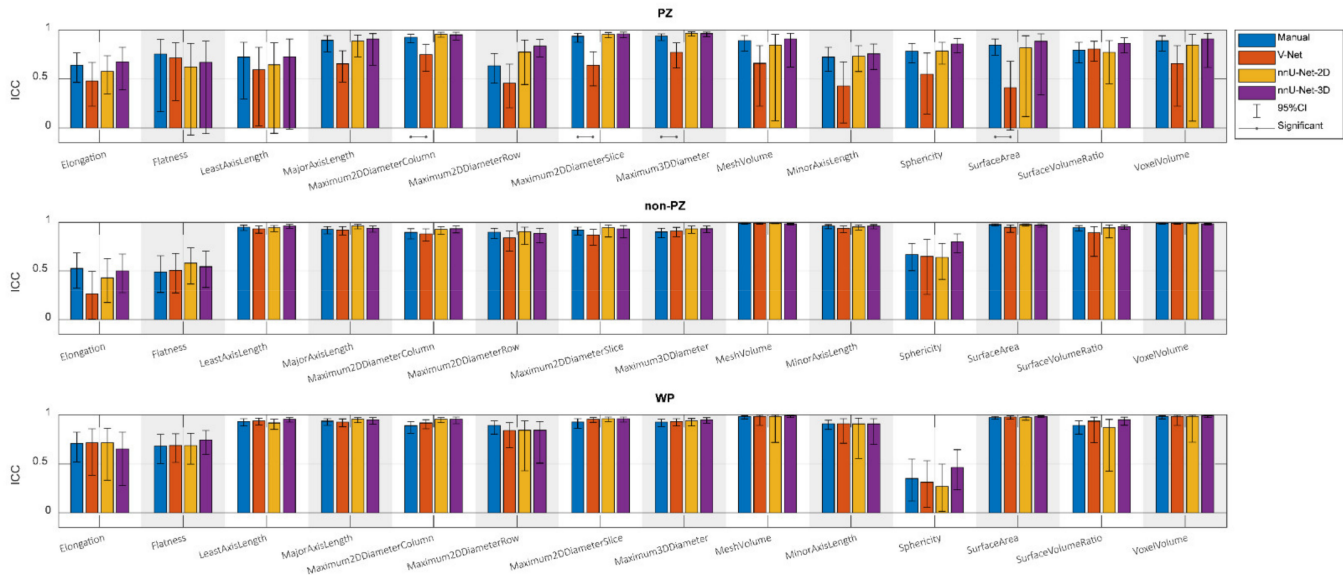 PZ
1
ICC
0.5
0
Elongation
Flatness
LeastAxisLength
MajorAxisLength
Maximum2DDiameterColumn
Maximum2DDiameterRow
Maximum2DDiameterSlice
Maximum3DDiameter
MeshVolume
MinorAxisLength
Sphericity
SurfaceArea
SurfaceVolumeRatio
VoxelVolume
Manual
V-Net
nnU-Net-2D
nnU-Net-3D
95%CI
Significant
non-PZ
1
ICC
0.5
0
Elongation
Flatness
LeastAxisLength
MajorAxisLength
Maximum2DDiameterColumn
Maximum2DDiameterRow
Maximum2DDiameterSlice
Maximum3DDiameter
MeshVolume
MinorAxisLength
Sphericity
SurfaceArea
SurfaceVolumeRatio
VoxelVolume
WP
1
ICC
0.5
0
Elongation
Flatness
LeastAxisLength
MajorAxisLength
Maximum2DDiameterColumn
Maximum2DDiameterRow
Maximum2DDiameterSlice
Maximum3DDiameter
MeshVolume
MinorAxisLength
Sphericity
SurfaceArea
SurfaceVolumeRatio
VoxelVolume